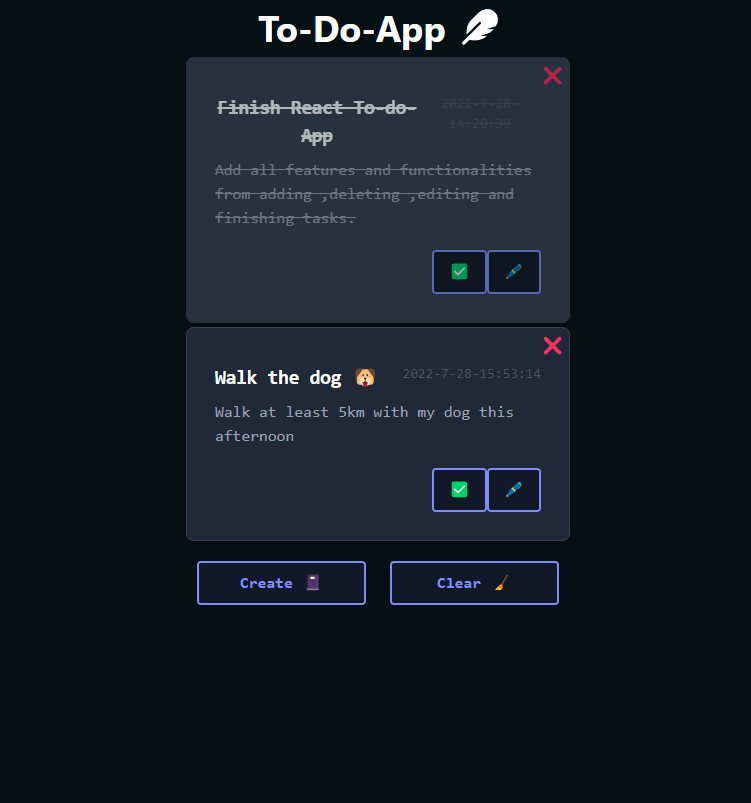 To-Do-App
Finish React To-do-
App
2022-7-28-
14:20:30
Add all features and functionalities
from adding ,deleting ,editing and
finishing tasks.
Walk the dog 🐶
2022-7-28-15:53:14
Walk at least 5km with my dog this
afternoon
Create
Clear